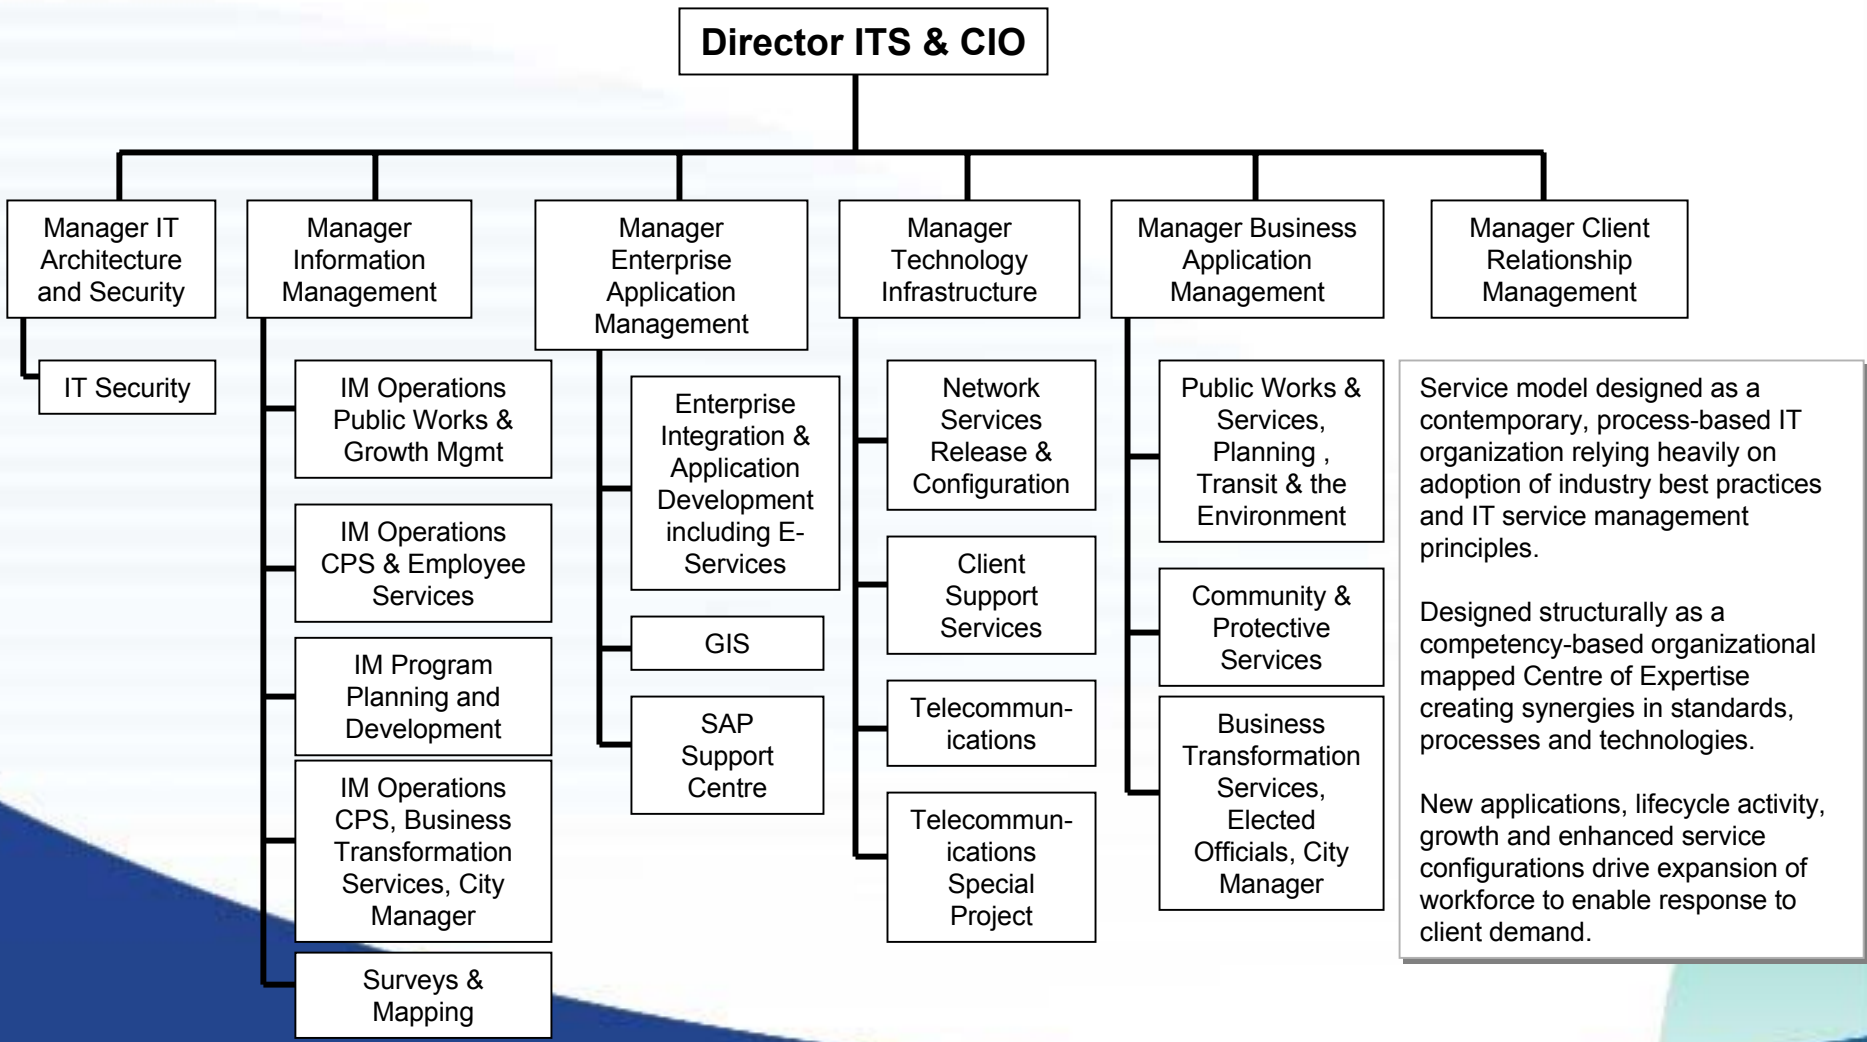 Director ITS & CIO
Manager IT
Architecture
and Security
Manager
Information
Management
Manager
Enterprise
Application
Management
Manager
Technology
Infrastructure
Manager Business
Application
Management
Manager Client
Relationship
Management
IT Security
IM Operations
Public Works &
Growth Mgmt
IM Operations
CPS & Employee
Services
IM Program
Planning and
Development
IM Operations
CPS, Business
Transformation
Services, City
Manager
Surveys &
Mapping
Enterprise
Integration &
Application
Development
including E-
Services
GIS
SAP
Support
Centre
Network
Services
Release &
Configuration
Client
Support
Services
Telecommun-
ications
Telecommun-
ications
Special
Project
Public Works &
Services,
Planning ,
Transit & the
Environment
Community &
Protective
Services
Business
Transformation
Services,
Elected
Officials, City
Manager
Service model designed as a
contemporary, process-based IT
organization relying heavily on
adoption of industry best practices
and IT service management
principles.
Designed structurally as a
competency-based organizational
mapped Centre of Expertise
creating synergies in standards,
processes and technologies.
New applications, lifecycle activity,
growth and enhanced service
configurations drive expansion of
workforce to enable response to
client demand.